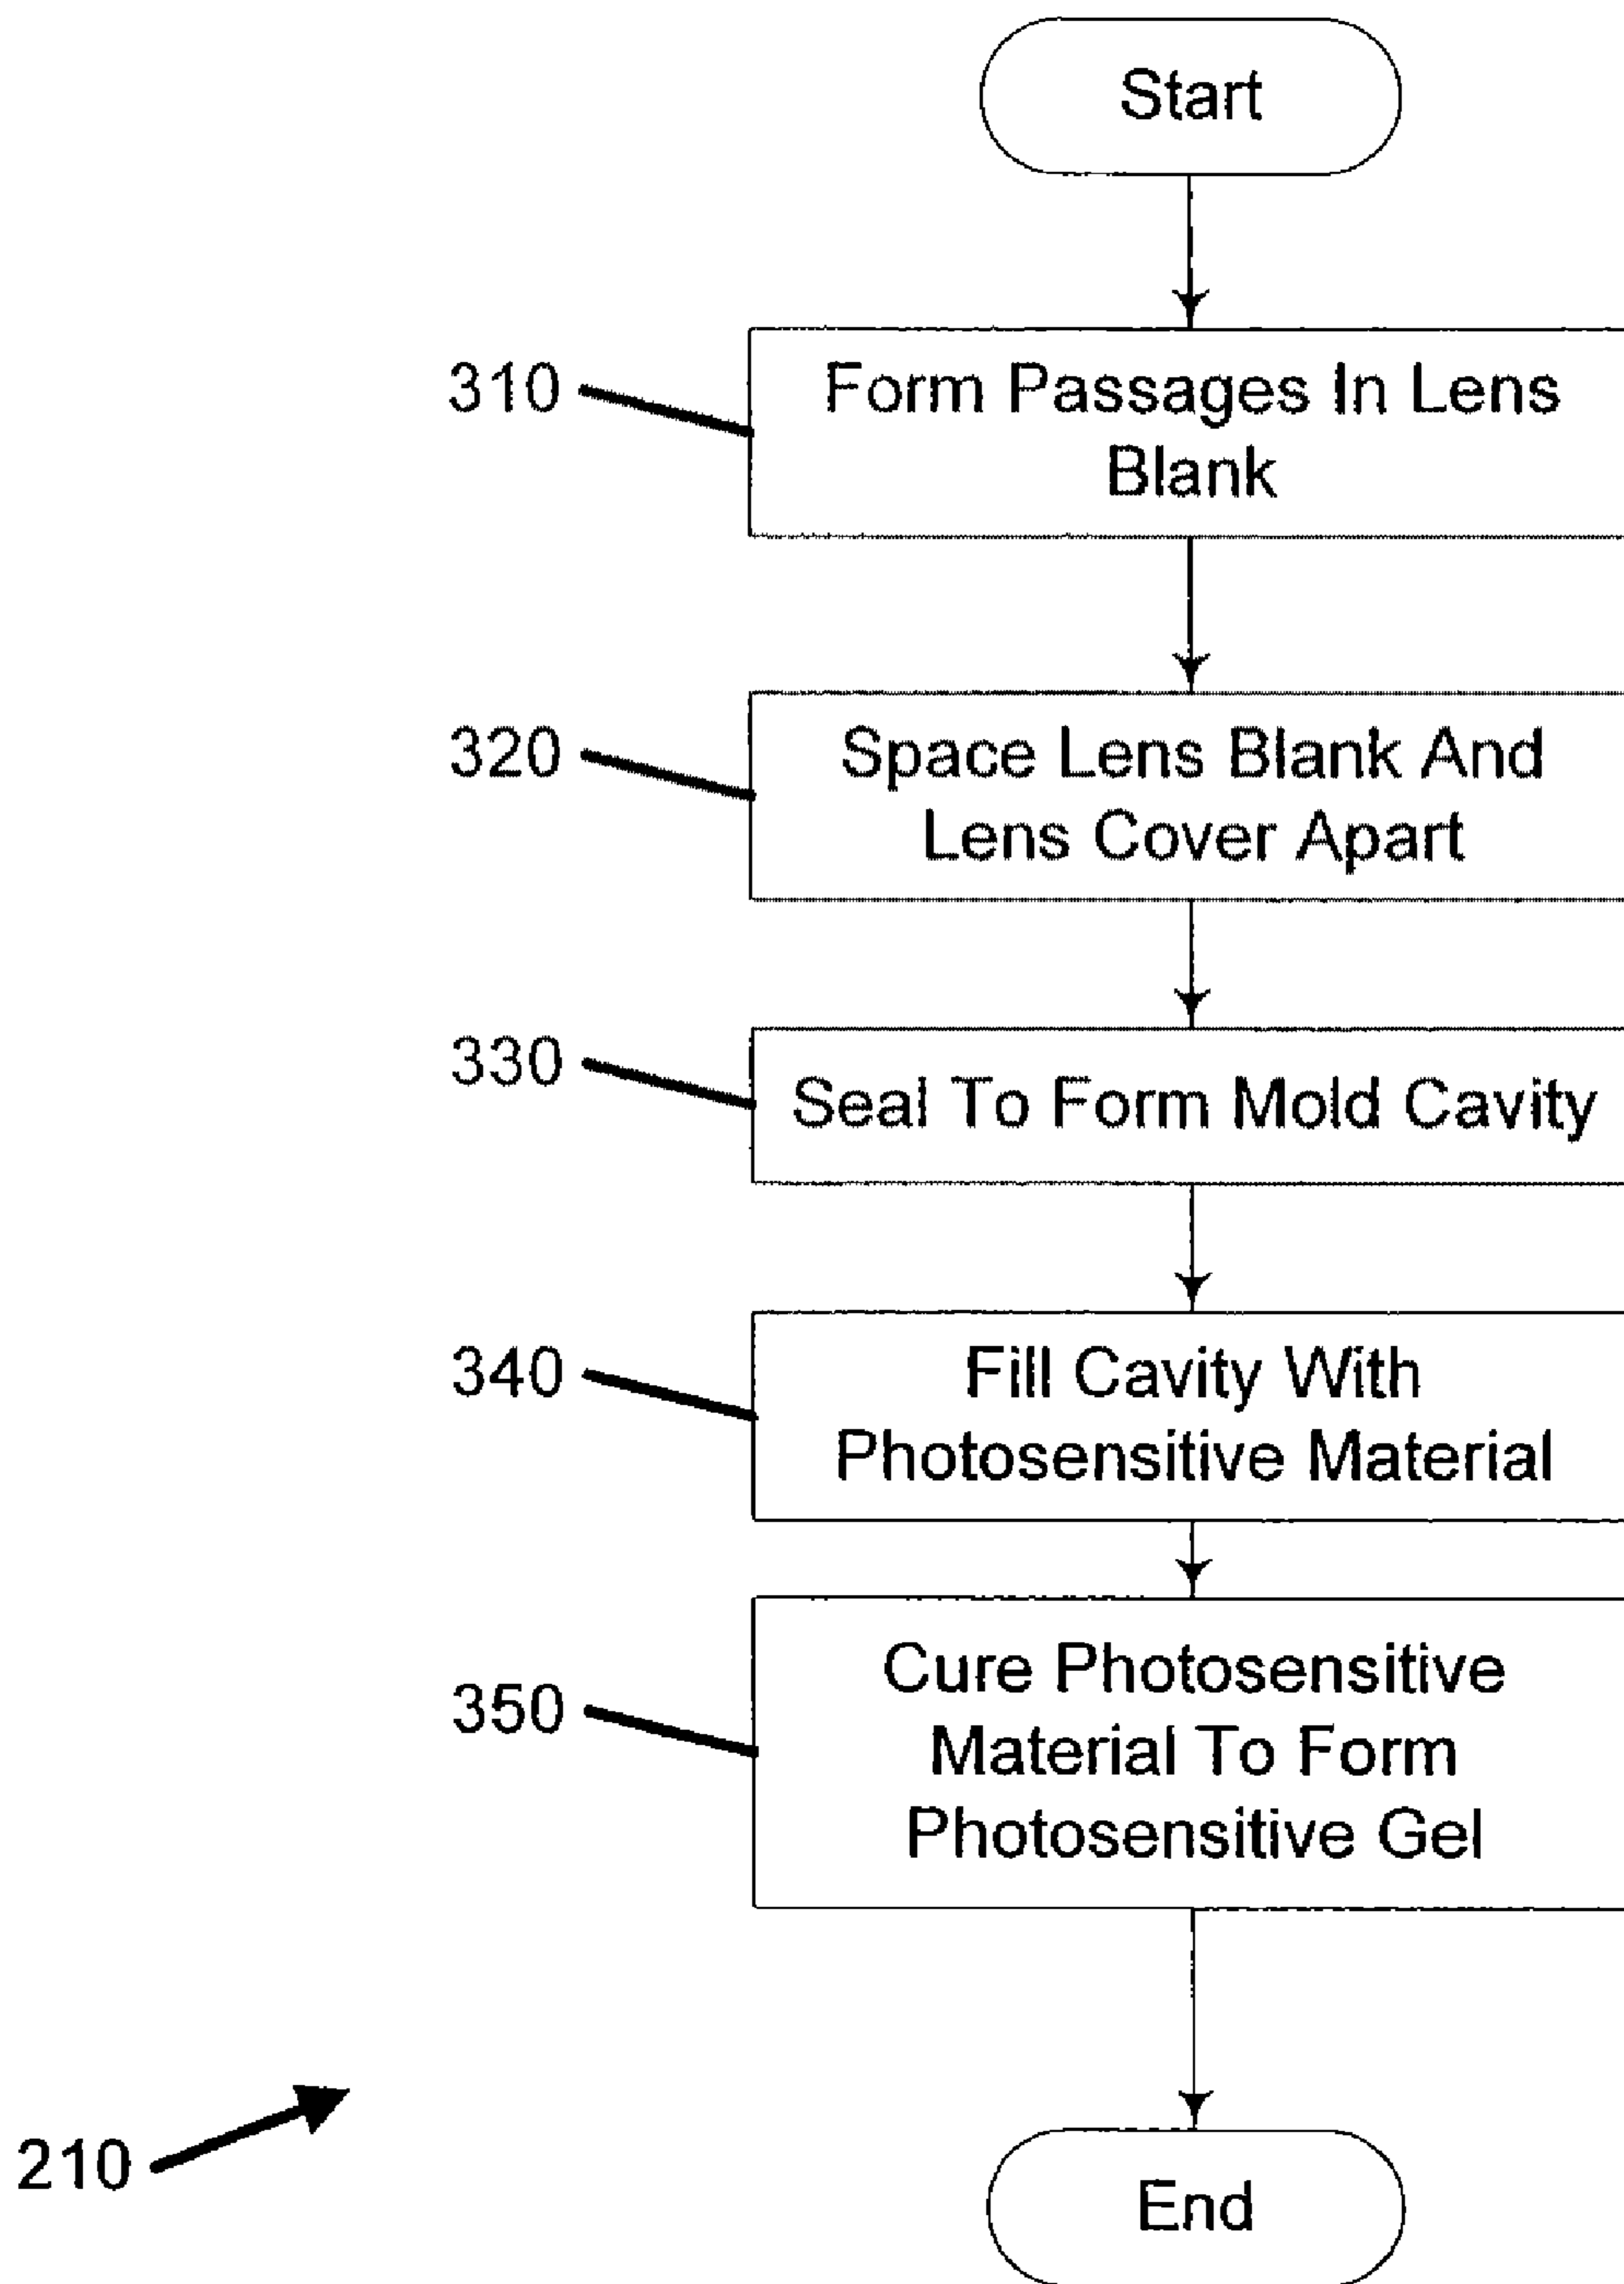 Start
310
Form Passages In Lens
Blank
320
Space Lens Blank And
Lens Cover Apart
330
Seal To Form Mold Cavity
340
Fill Cavity With
Photosensitive Material
350
Cure Photosensitive
Material To Form
Photosensitive Gel
210
End